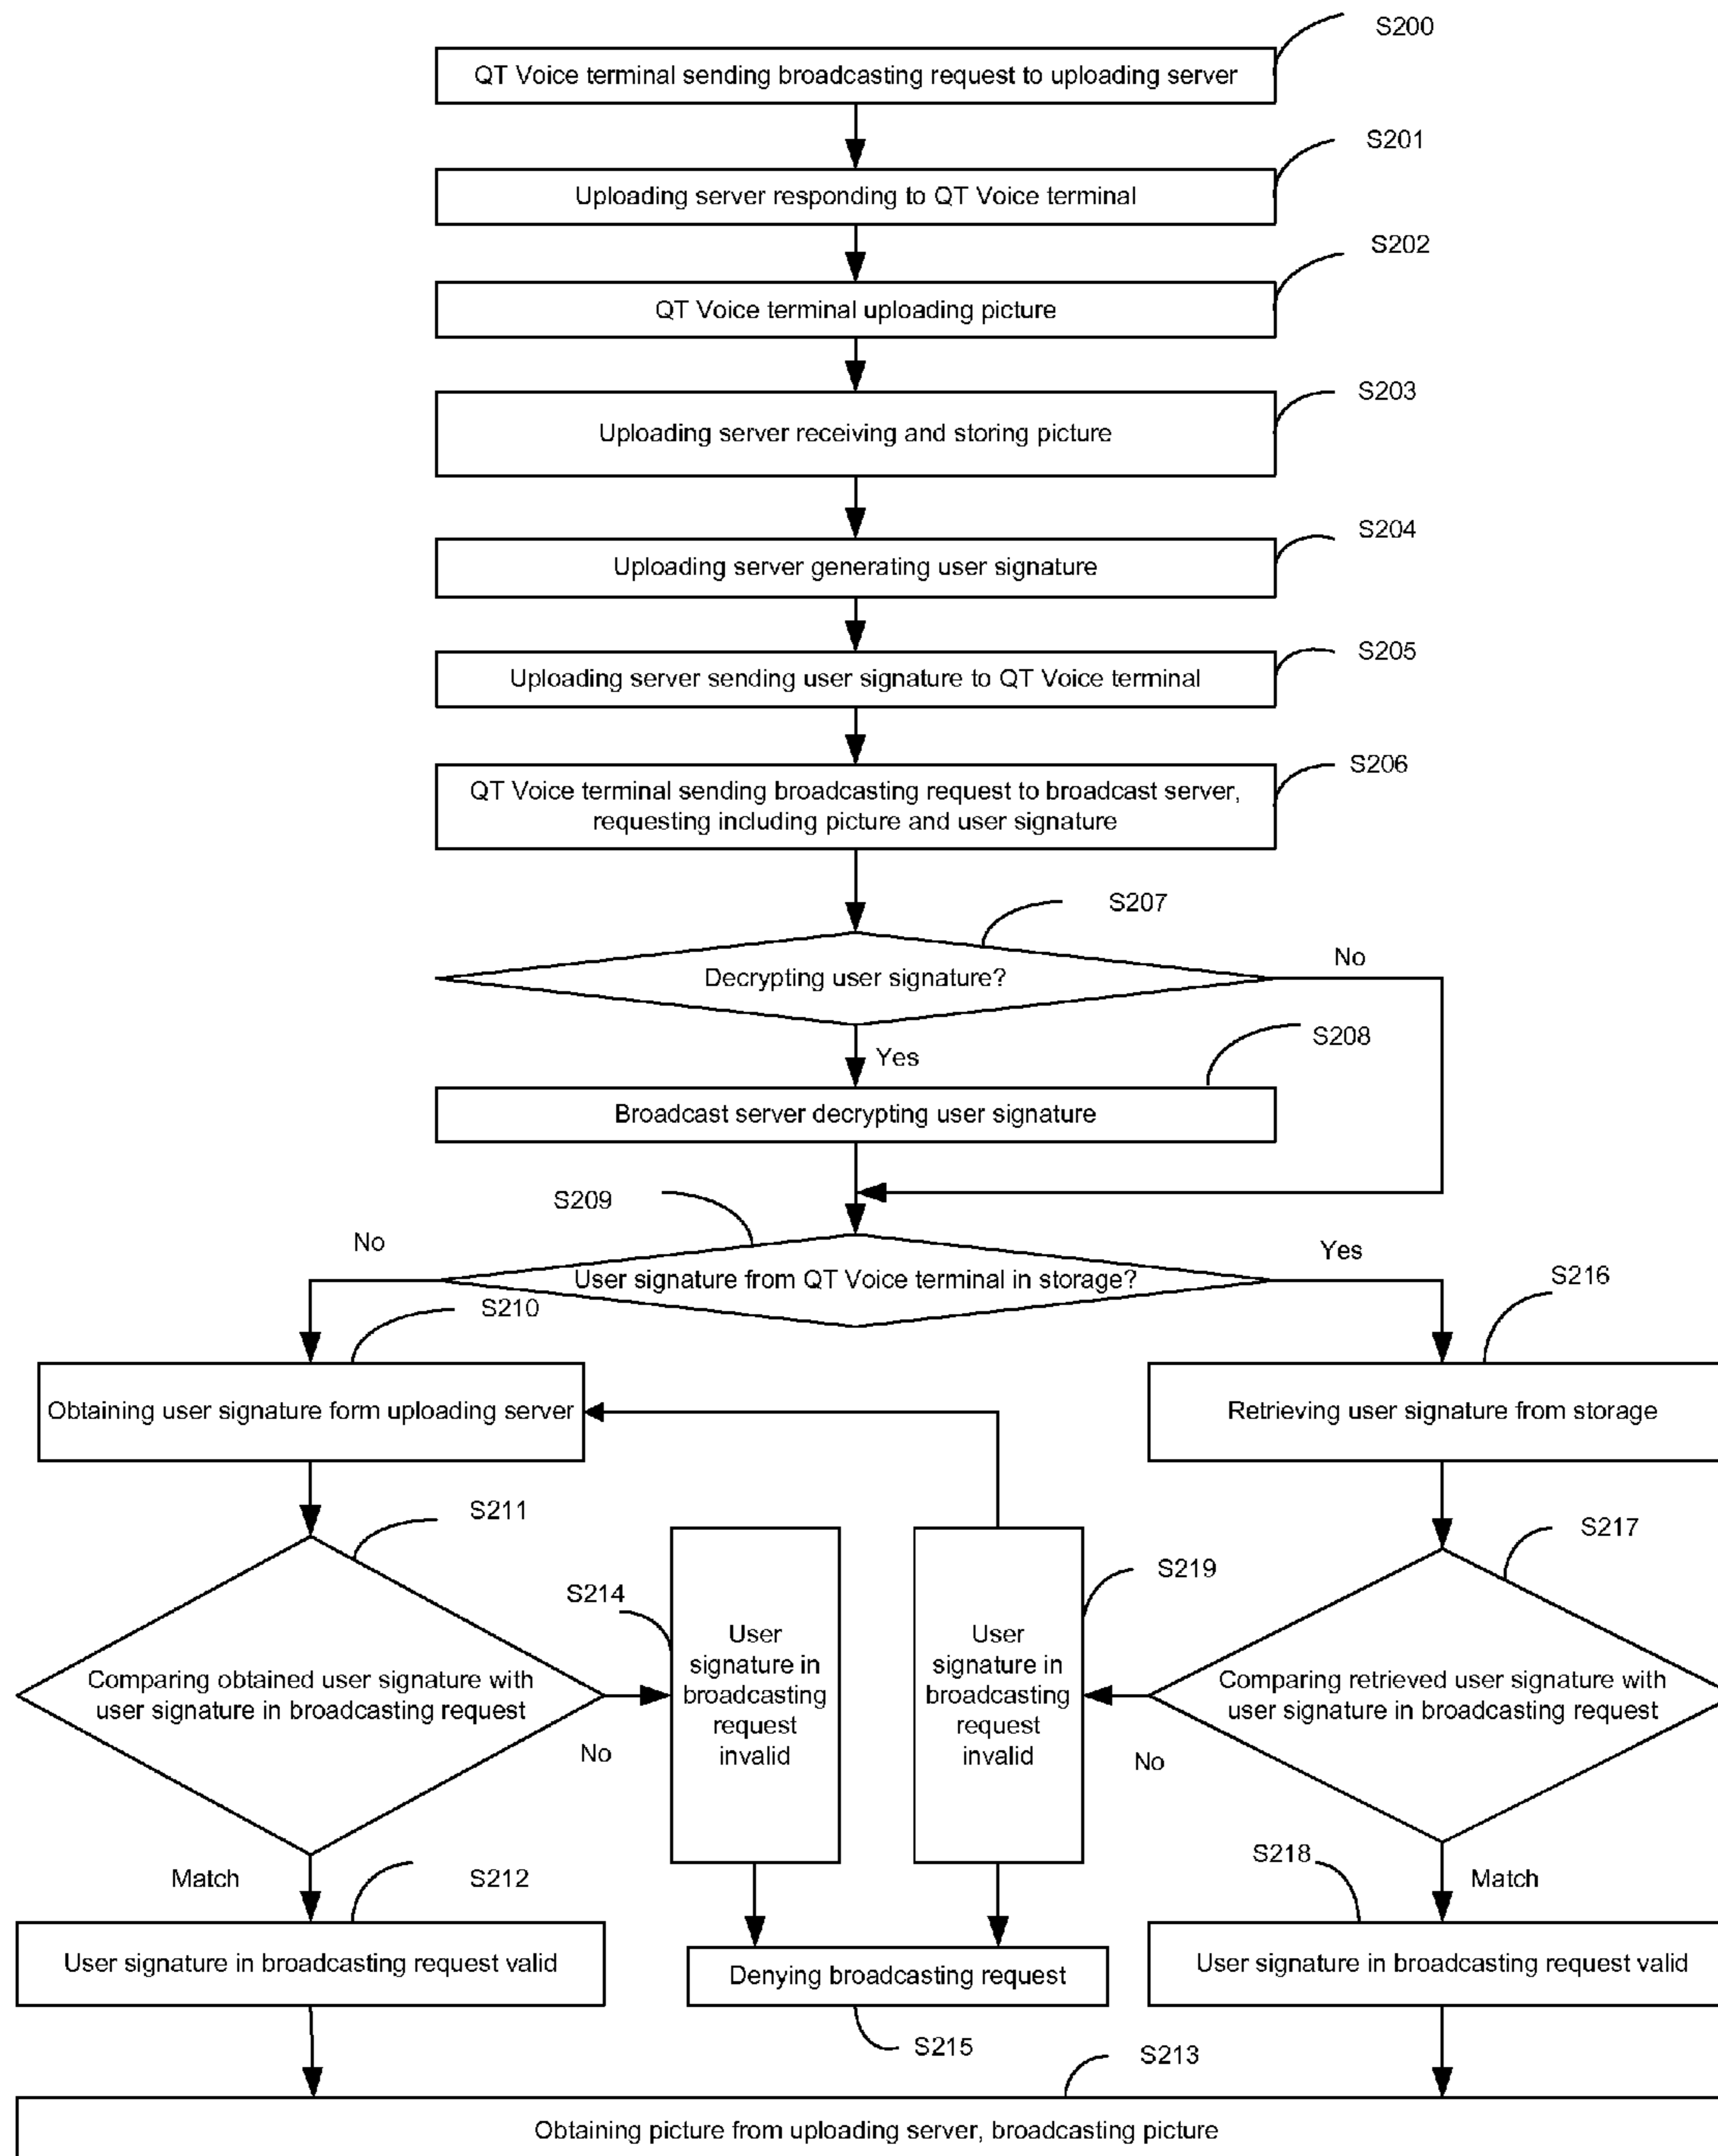 S200
QT Voice terminal sending broadcasting request to uploading server
S201
Uploading server responding to QT Voice terminal
S202
QT Voice terminal uploading picture
S203
Uploading server receiving and storing picture
S204
Uploading server generating user signature
S205
Uploading server sending user signature to QT Voice terminal
S206
QT Voice terminal sending broadcasting request to broadcast server,
requesting including picture and user signature
S207
Decrypting user signature?
No
Yes
S208
Broadcast server decrypting user signature
S209
No
User signature from QT Voice terminal in storage?
Yes
S210
S216
Obtaining user signature form uploading server
Retrieving user signature from storage
S211
S217
S214
S219
Comparing obtained user signature with
user signature in broadcasting request
User
signature in
broadcasting
request
invalid
User
signature in
broadcasting
request
invalid
Comparing retrieved user signature with
user signature in broadcasting request
No
No
Match
S212
S218
Match
User signature in broadcasting request valid
Denying broadcasting request
User signature in broadcasting request valid
S215
S213
Obtaining picture from uploading server, broadcasting picture